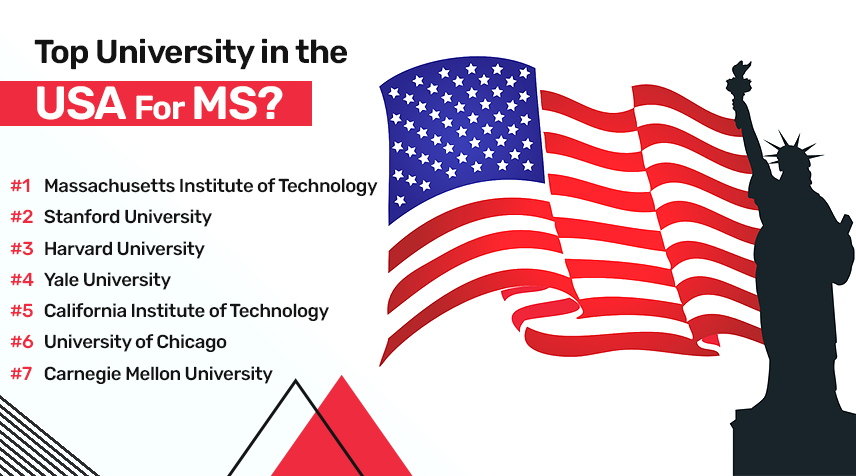 Top University in the
USA For MS?
#1 Massachusetts Institute of Technology
#2 Stanford University
#3 Harvard University
#4 Yale University
#5 California Institute of Technology
#6 University of Chicago
#7 Carnegie Mellon University